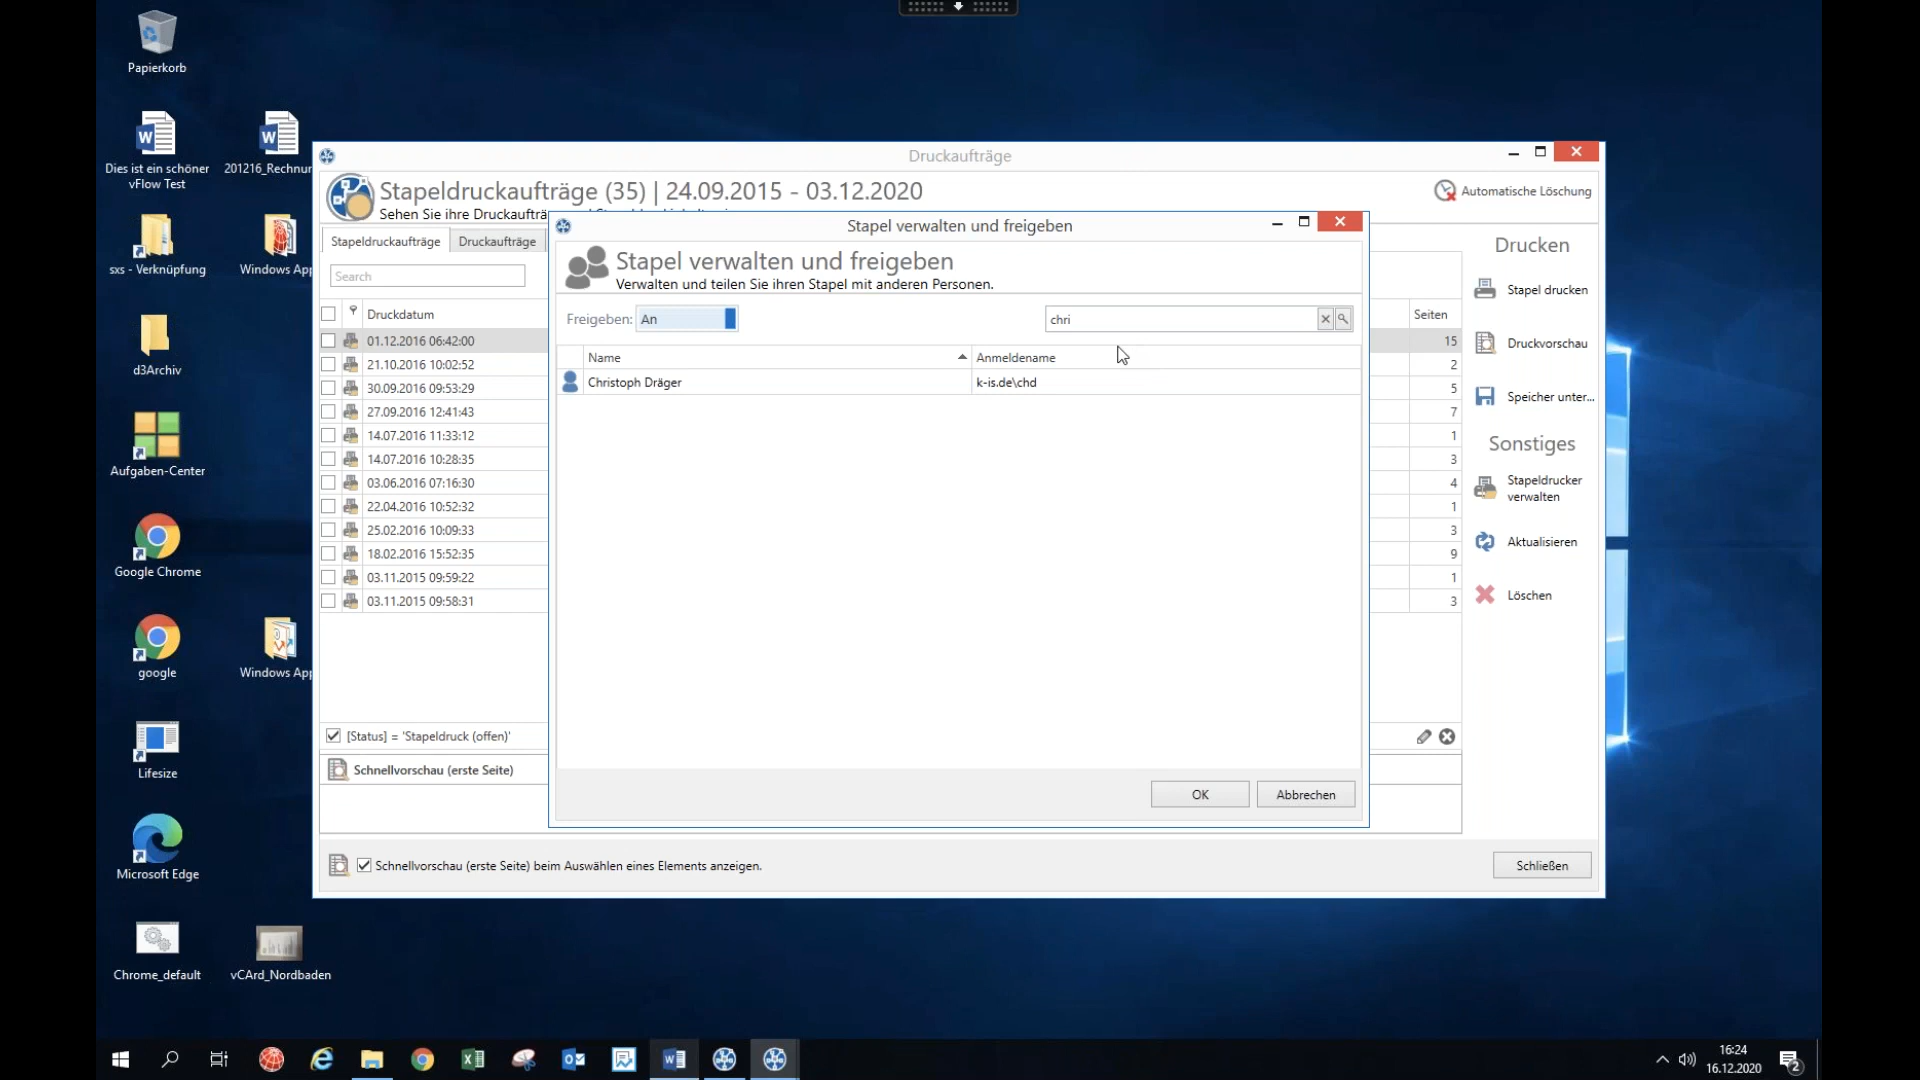 Papierkorb
Dies ist ein schöner
vFlow Test
201216_Rechnun
sxs - Verknüpfung
Windows App
d3Archiv
Aufgaben-Center
Google Chrome
google
Windows App
Lifesize
Microsoft Edge
Chrome_default
vCArd_Nordbaden
Druckaufträge
Stapeldruckaufträge (35) | 24.09.2015 - 03.12.2020
Sehen Sie ihre Druckaufträ
Automatische Löschung
Stapeldruckaufträge
Druckaufträge
Search
Druckdatum
Seiten
01.12.2016 06:42:00
15
21.10.2016 10:02:52
2
30.09.2016 09:53:29
5
27.09.2016 12:41:43
7
14.07.2016 11:33:12
1
14.07.2016 10:28:35
3
03.06.2016 07:16:30
4
22.04.2016 10:52:32
1
25.02.2016 10:09:33
3
18.02.2016 15:52:35
9
03.11.2015 09:59:22
1
03.11.2015 09:58:31
3
[Status] = 'Stapeldruck (offen)'
Schnellvorschau (erste Seite)
Schnellvorschau (erste Seite) beim Auswählen eines Elements anzeigen.
Schließen
Drucken
Stapel drucken
Druckvorschau
Speicher unter...
Sonstiges
Stapeldrucker
verwalten
Aktualisieren
Löschen
Stapel verwalten und freigeben
Stapel verwalten und freigeben
Verwalten und teilen Sie ihren Stapel mit anderen Personen.
Freigeben: An
chri
Name
Anmeldename
Christoph Dräger
k-is.de\chd
OK
Abbrechen
16:24
16.12.2020
2